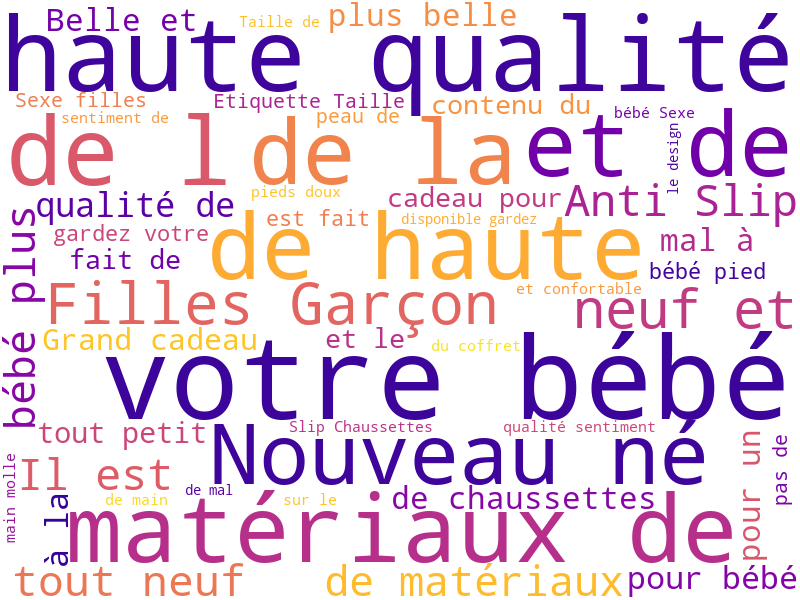 Belle et
Taille de
plus belle
haute qualité
Sexe filles
Etiquette Taille
contenu du
sentiment de
peau de
bébé Sexe
de l
de la
et de
le design
pieds doux
qualité de
cadeau pour
Anti Slip
est fait
disponible gardez
gardez votre
de haute
mal à
fait de
bébé pied
bébé plus
Filles Garçon
et confortable
neuf et
Grand cadeau
et le
du coffret
votre bébé
tout petit
Slip Chaussettes
qualité sentiment
Nouveau né
pour un
pas de
main molle
Il est
de mal
de main
sur le
de chaussettes
à la
matériaux de
tout neuf
de matériaux
pour bébé